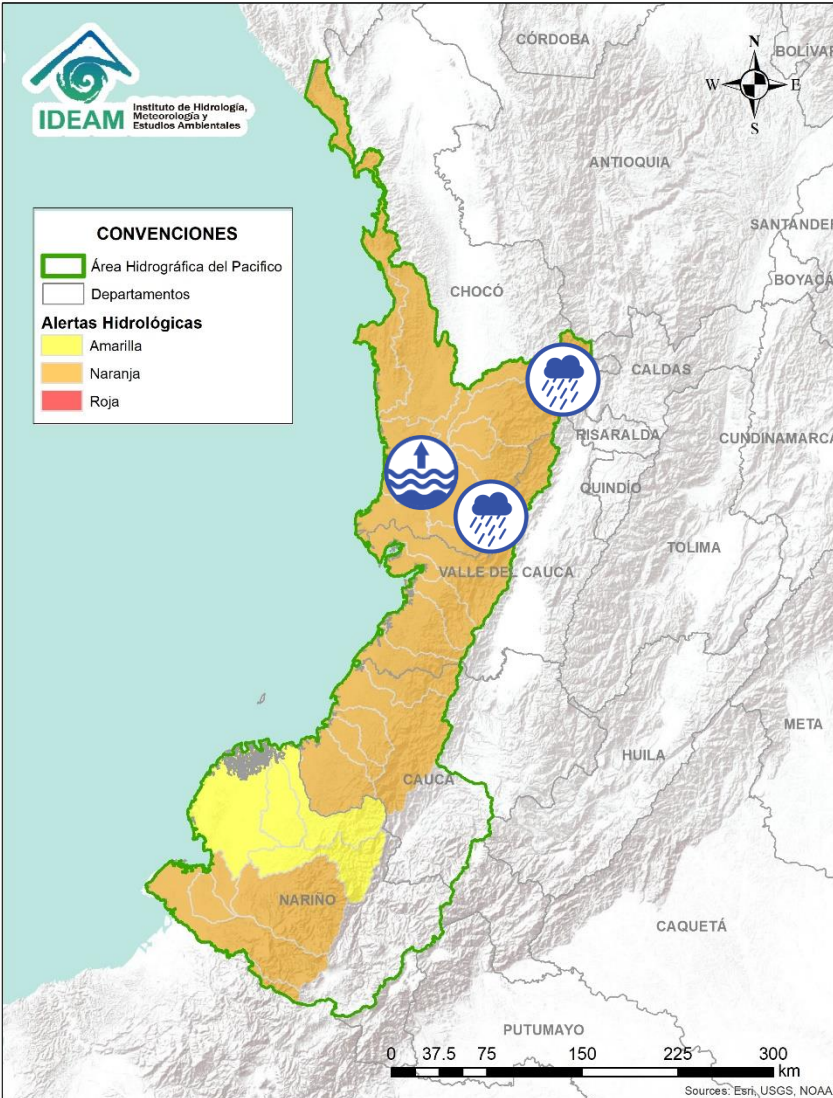 IDEAM
Instituto de Hidrología,
Meteorología y
Estudios Ambientales
CÓRDOBA
BOLÍVAR
N
W
E
S
ANTIOQUIA
SANTANDER
BOYACÁ
CONVENCIONES
Área Hidrográfica del Pacifico
Departamentos
Alertas Hidrológicas
Amarilla
Naranja
Roja
CHOCÓ
CALDAS
RISARALDA
CUNDINAMARCA
QUINDÍO
TOLIMA
VALLE DEL CAUCA
META
HUILA
CAUCA
NARIÑO
CAQUETÁ
PUTUMAYO
0 37.5 75 150 225 300
km
Sources: Esri, USGS, NOAA